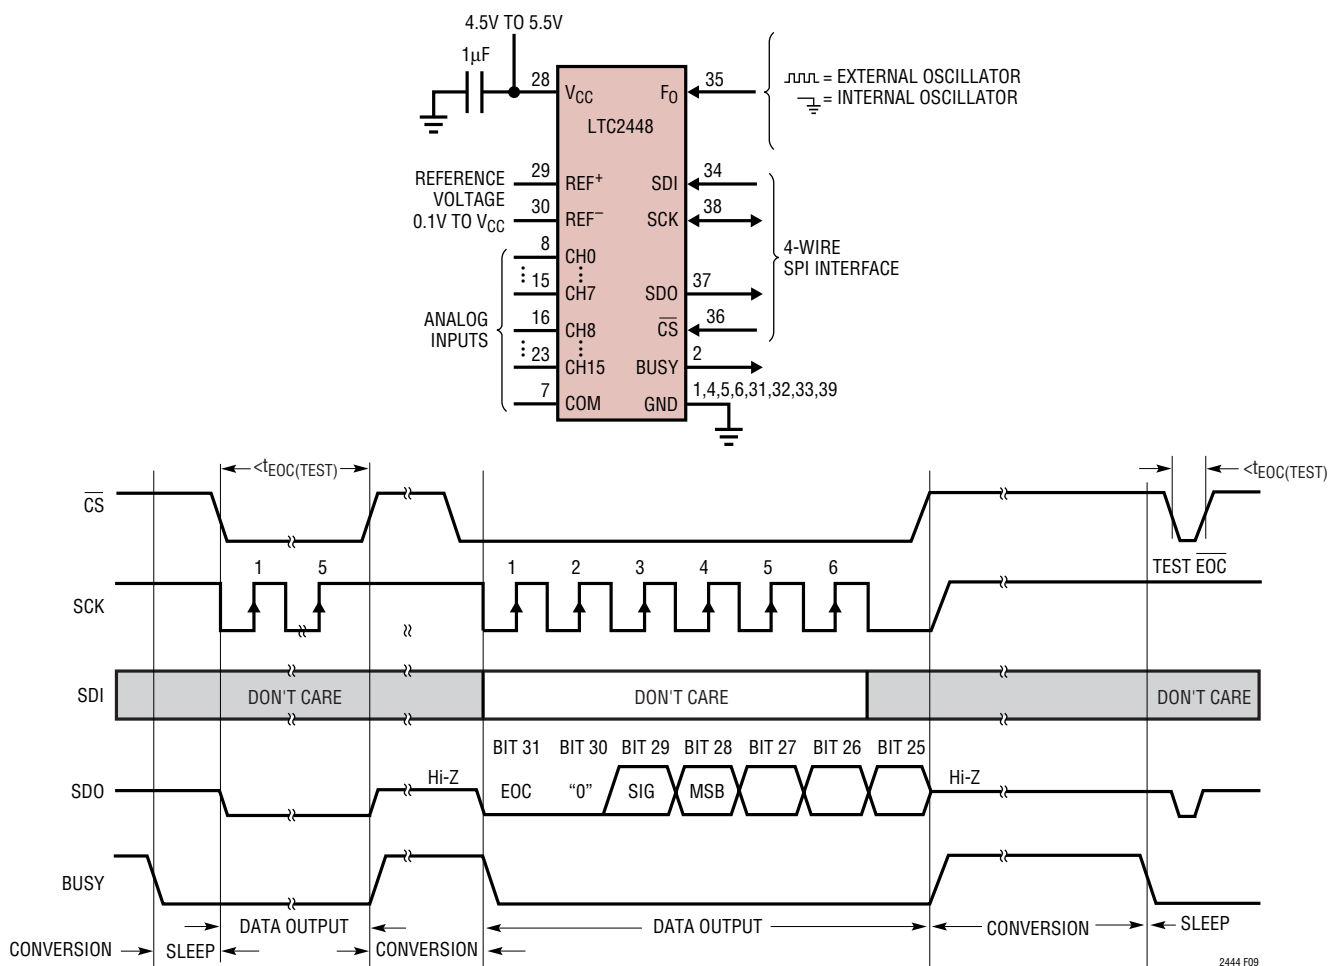 4.5V TO 5.5V
1µF
28
VCC
FO
35
= EXTERNAL OSCILLATOR
= INTERNAL OSCILLATOR
LTC2448
REFERENCE
VOLTAGE
0.1V TO VCC
29
REF+
SDI
34
30
REF−
SCK
38
4-WIRE
SPI INTERFACE
ANALOG
INPUTS
8
CH0
15
CH7
SDO
37
16
CH8
CS
36
23
CH15
BUSY
2
7
COM
GND
1,4,5,6,31,32,33,39
<tEOC(TEST)
<tEOC(TEST)
CS
TEST EOC
SCK
1 5 1 2 3 4 5 6
SDI
DON'T CARE DON'T CARE DON'T CARE
BIT 31 BIT 30 BIT 29 BIT 28 BIT 27 BIT 26 BIT 25
SDO
Hi-Z EOC “0” SIG MSB Hi-Z
BUSY
DATA OUTPUT DATA OUTPUT CONVERSION SLEEP
CONVERSION SLEEP CONVERSION
2444 F09